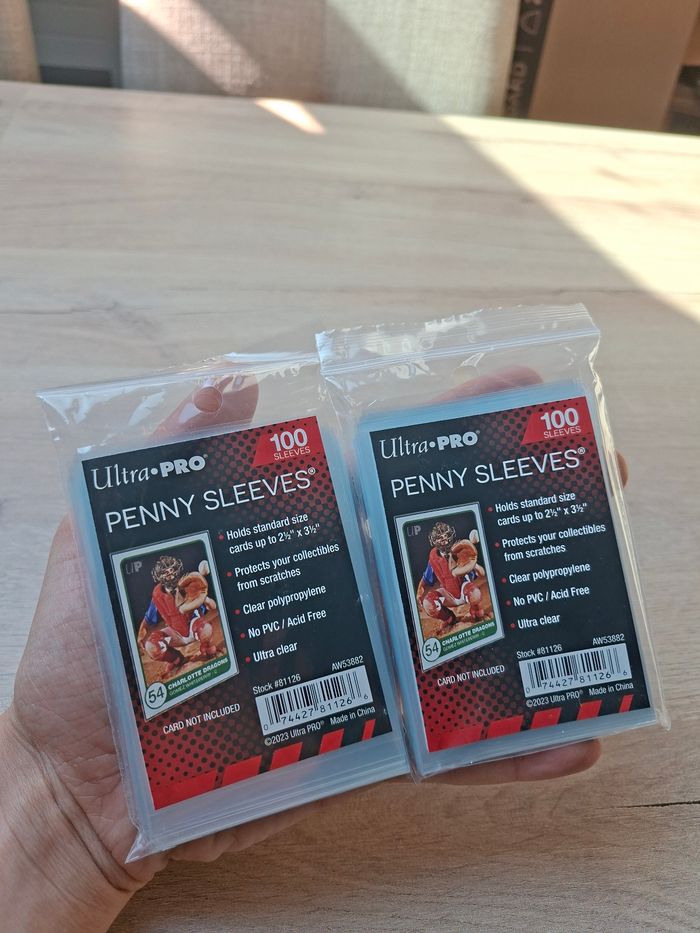 Ultra•PRO®
100
SLEEVES
PENNY SLEEVES®
UP
• Holds standard size
cards up to 2½" x 3½"
• Protects your collectibles
from scratches
• Clear polypropylene
• No PVC / Acid Free
• Ultra clear
54
CHARLOTTE DRAGONS
CARD NOT INCLUDED
Stock #81126
AW53882
0 74427 81126 6
©2023 Ultra PRO® Made in China
Ultra•PRO®
100
SLEEVES
PENNY SLEEVES®
UP
• Holds standard size
cards up to 2½" x 3½"
• Protects your collectibles
from scratches
• Clear polypropylene
• No PVC / Acid Free
• Ultra clear
54
CHARLOTTE DRAGONS
CARD NOT INCLUDED
Stock #81126
AW53882
0 74427 81126 6
©2023 Ultra PRO® Made in China